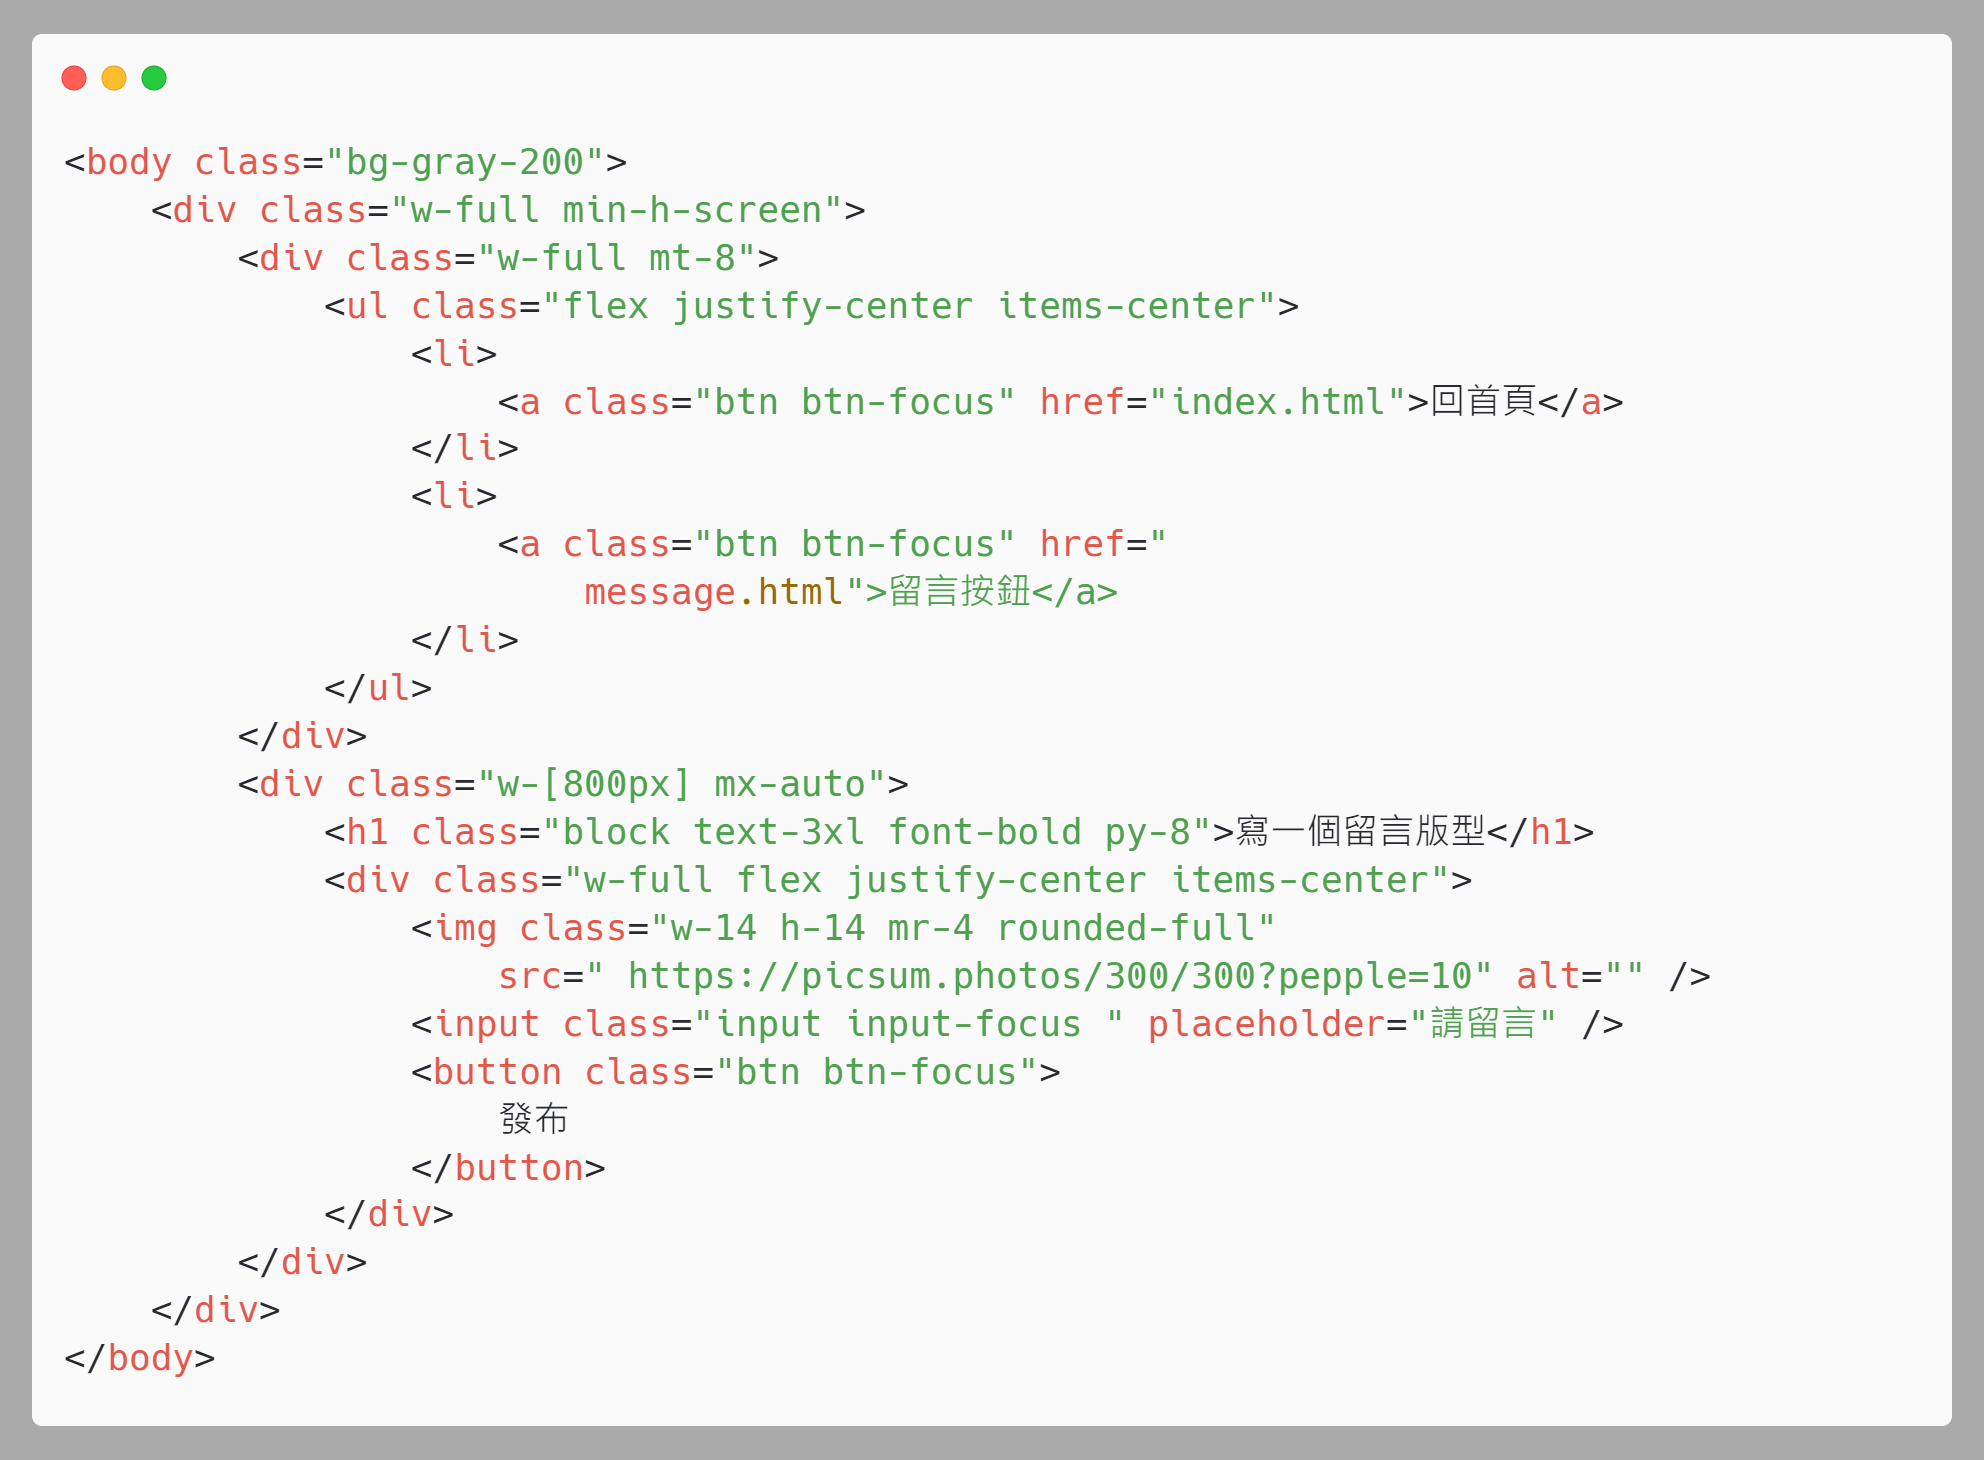 <body class="bg-gray-200">
    <div class="w-full min-h-screen">
        <div class="w-full mt-8">
            <ul class="flex justify-center items-center">
                <li>
                    <a class="btn btn-focus" href="index.html">回首頁</a>
                </li>
                <li>
                    <a class="btn btn-focus" href="
                        message.html">留言按鈕</a>
                </li>
            </ul>
        </div>
        <div class="w-[800px] mx-auto">
            <h1 class="block text-3xl font-bold py-8">寫一個留言版型</h1>
            <div class="w-full flex justify-center items-center">
                <img class="w-14 h-14 mr-4 rounded-full"
                    src=" https://picsum.photos/300/300?pepple=10" alt="" />
                <input class="input input-focus " placeholder="請留言" />
                <button class="btn btn-focus">
                    發布
                </button>
            </div>
        </div>
    </div>
</body>